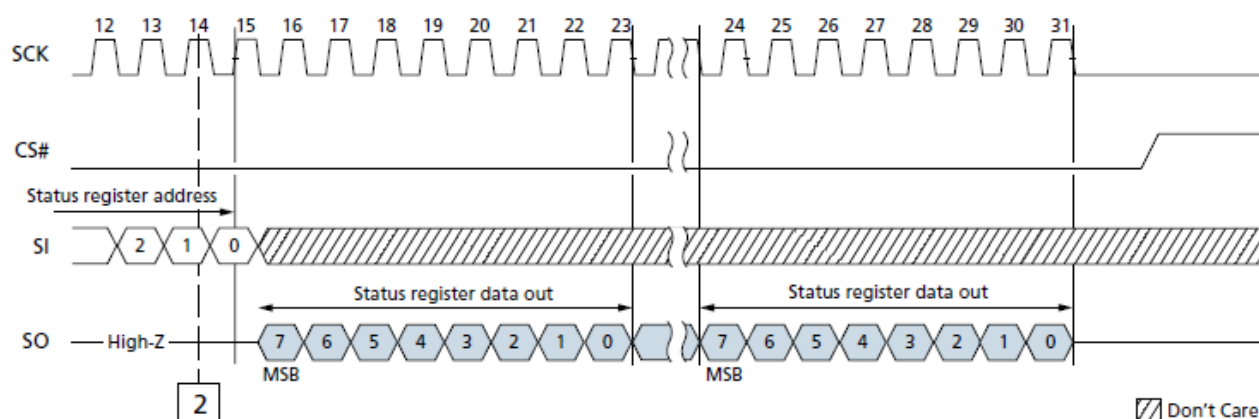 12 13 14 15 16 17 18 19 20 21 22 23 24 25 26 27 28 29 30 31
SCK
CS#
Status register address
SI 2 1 0
Status register data out Status register data out
SO High-Z 7 6 5 4 3 2 1 0 7 6 5 4 3 2 1 0
MSB MSB
2 Don't Care